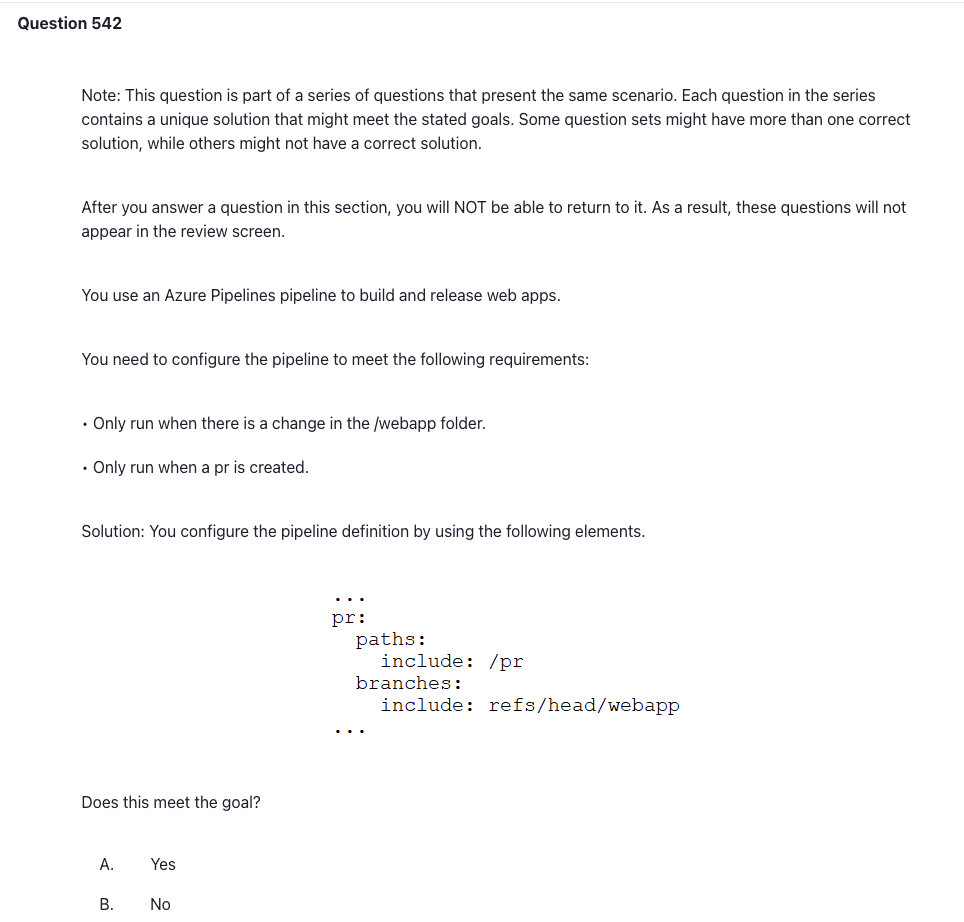 Question 542
Note: This question is part of a series of questions that present the same scenario. Each question in the series
contains a unique solution that might meet the stated goals. Some question sets might have more than one correct
solution, while others might not have a correct solution.
After you answer a question in this section, you will NOT be able to return to it. As a result, these questions will not
appear in the review screen.
You use an Azure Pipelines pipeline to build and release web apps.
You need to configure the pipeline to meet the following requirements:
• Only run when there is a change in the /webapp folder.
• Only run when a pr is created.
Solution: You configure the pipeline definition by using the following elements.
...
pr:
  paths:
    include: /pr
  branches:
    include: refs/head/webapp
...
Does this meet the goal?
A. Yes
B. No